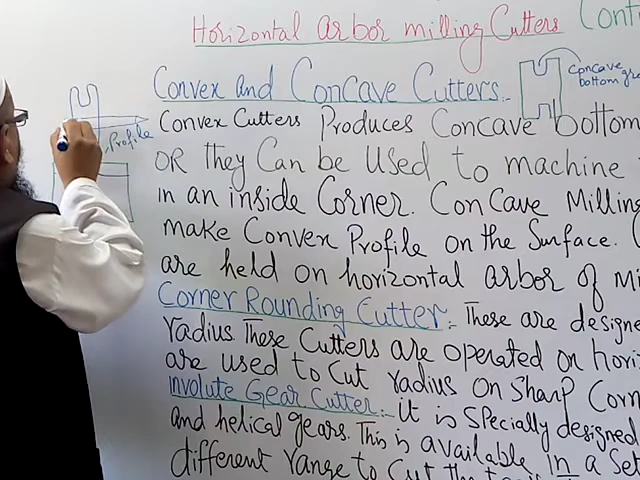 Horizontal arbor milling Cutters Cont
Convex and Concave Cutters:-
Concave
bottom gro
Profile
Convex Cutters Produces Concave bottom
OR they Can be Used to machine
in an inside Corner. ConCave Milling
make Convex Profile on the Surface.
are held on horizontal arbor of Mi
Corner Rounding Cutter:- These are designe
radius. These Cutters are operated on hori
are used to Cut radius on Sharp Corn
Involute Gear Cutter:- it is Specially designed
and helical gears. This is available in a Set
different range to Cut the